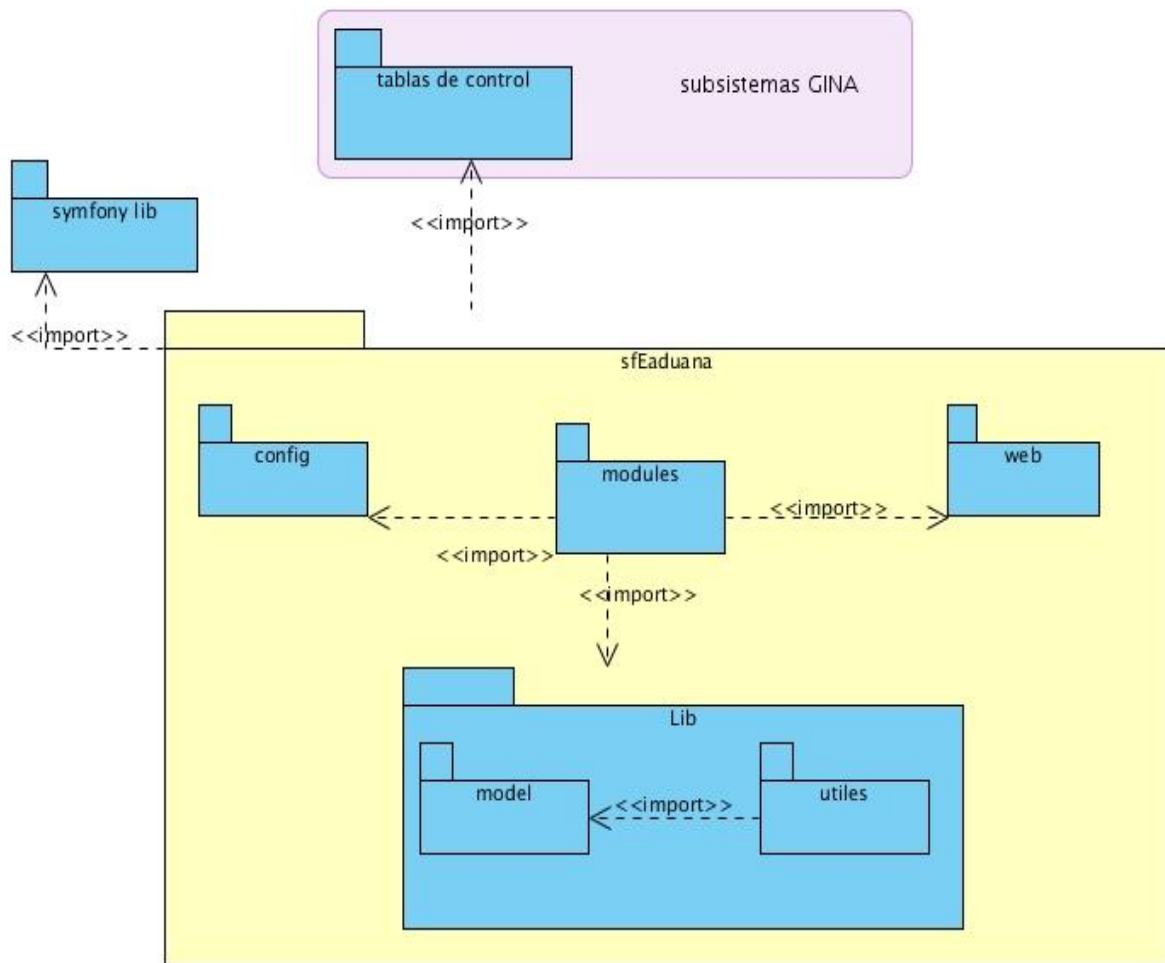 tablas de control
subsistemas GINA
symfony lib
<<import>>
<<import>>
sfEaduana
config
modules
web
<<import>>
<<import>>
<<import>>
Lib
model
utiles
<<import>>